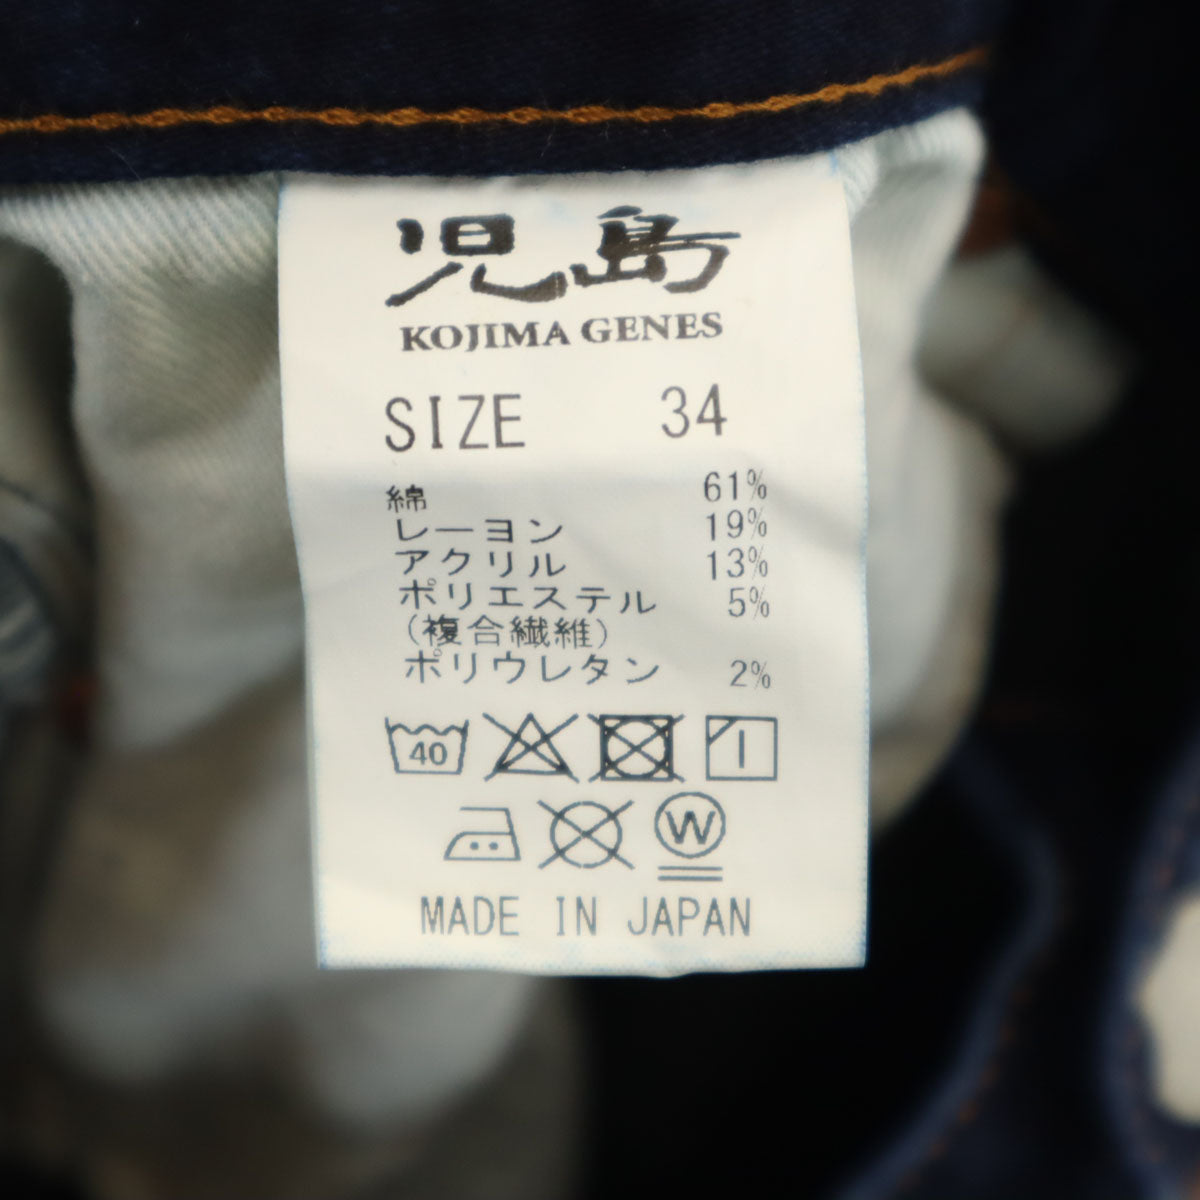 児島
KOJIMA GENES
SIZE 34
綿 61%
レーヨン 19%
アクリル 13%
ポリエステル 5%
(複合繊維)
ポリウレタン 2%
40
W
MADE IN JAPAN